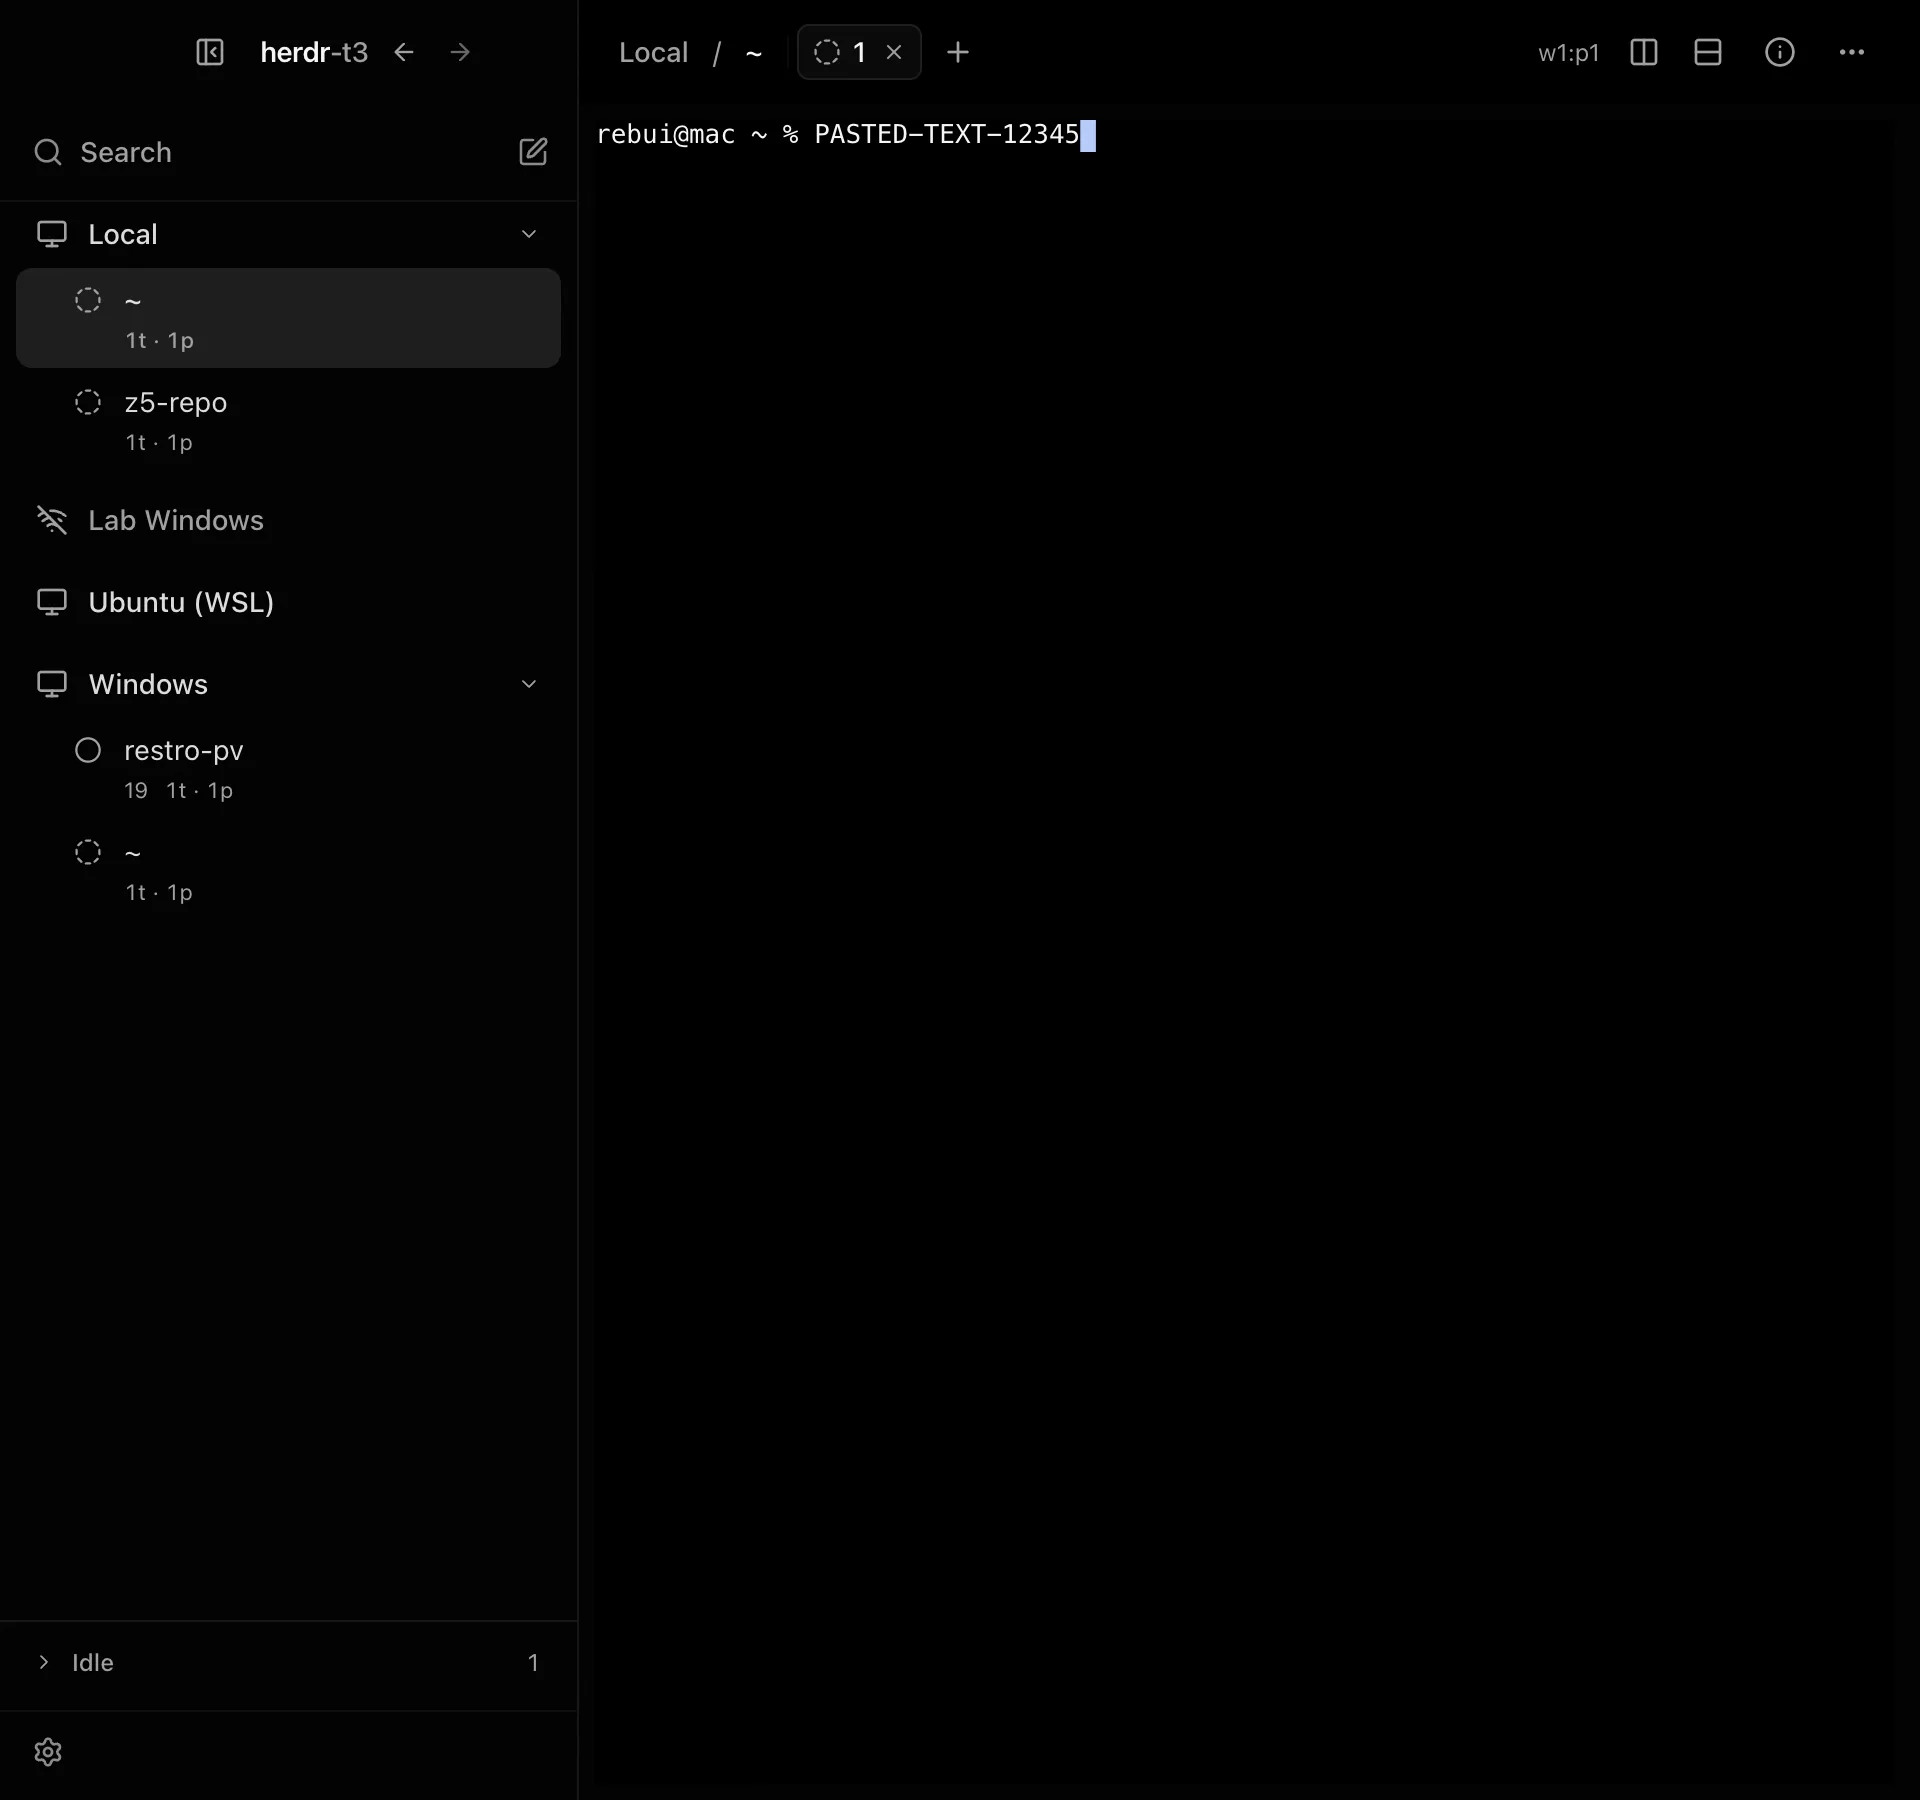 herdr-t3
Search
Local
~
1t · 1p
z5-repo
1t · 1p
Lab Windows
Ubuntu (WSL)
Windows
restro-pv
19 1t · 1p
~
1t · 1p
Idle 1
Local / ~ 1 w1:p1
rebui@mac ~ % PASTED-TEXT-12345